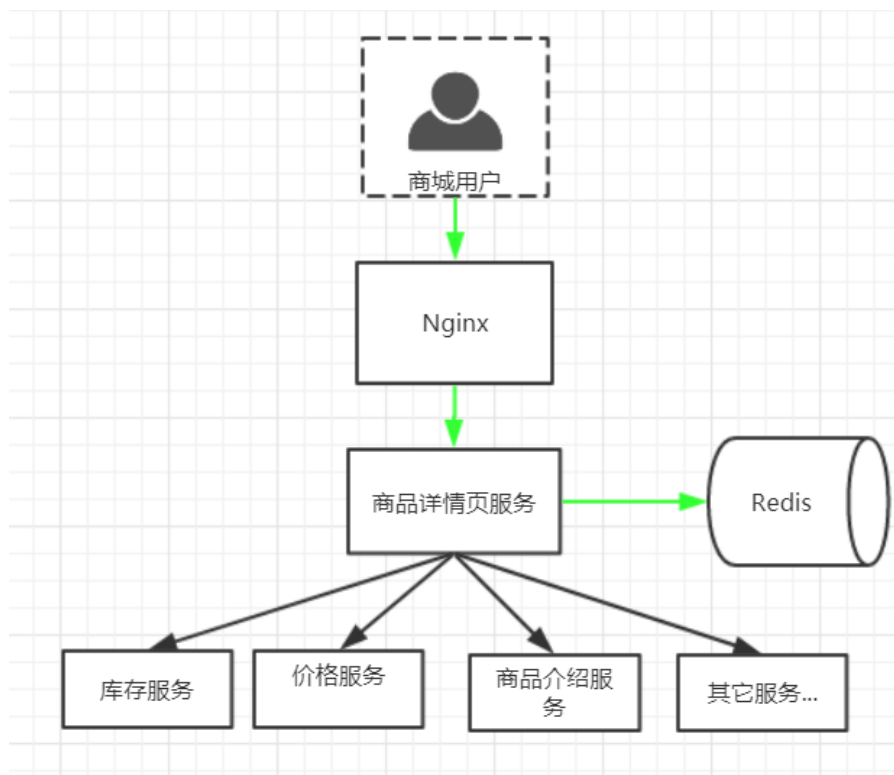 商城用户
Nginx
商品详情页服务
Redis
库存服务
价格服务
商品介绍服
务
其它服务...